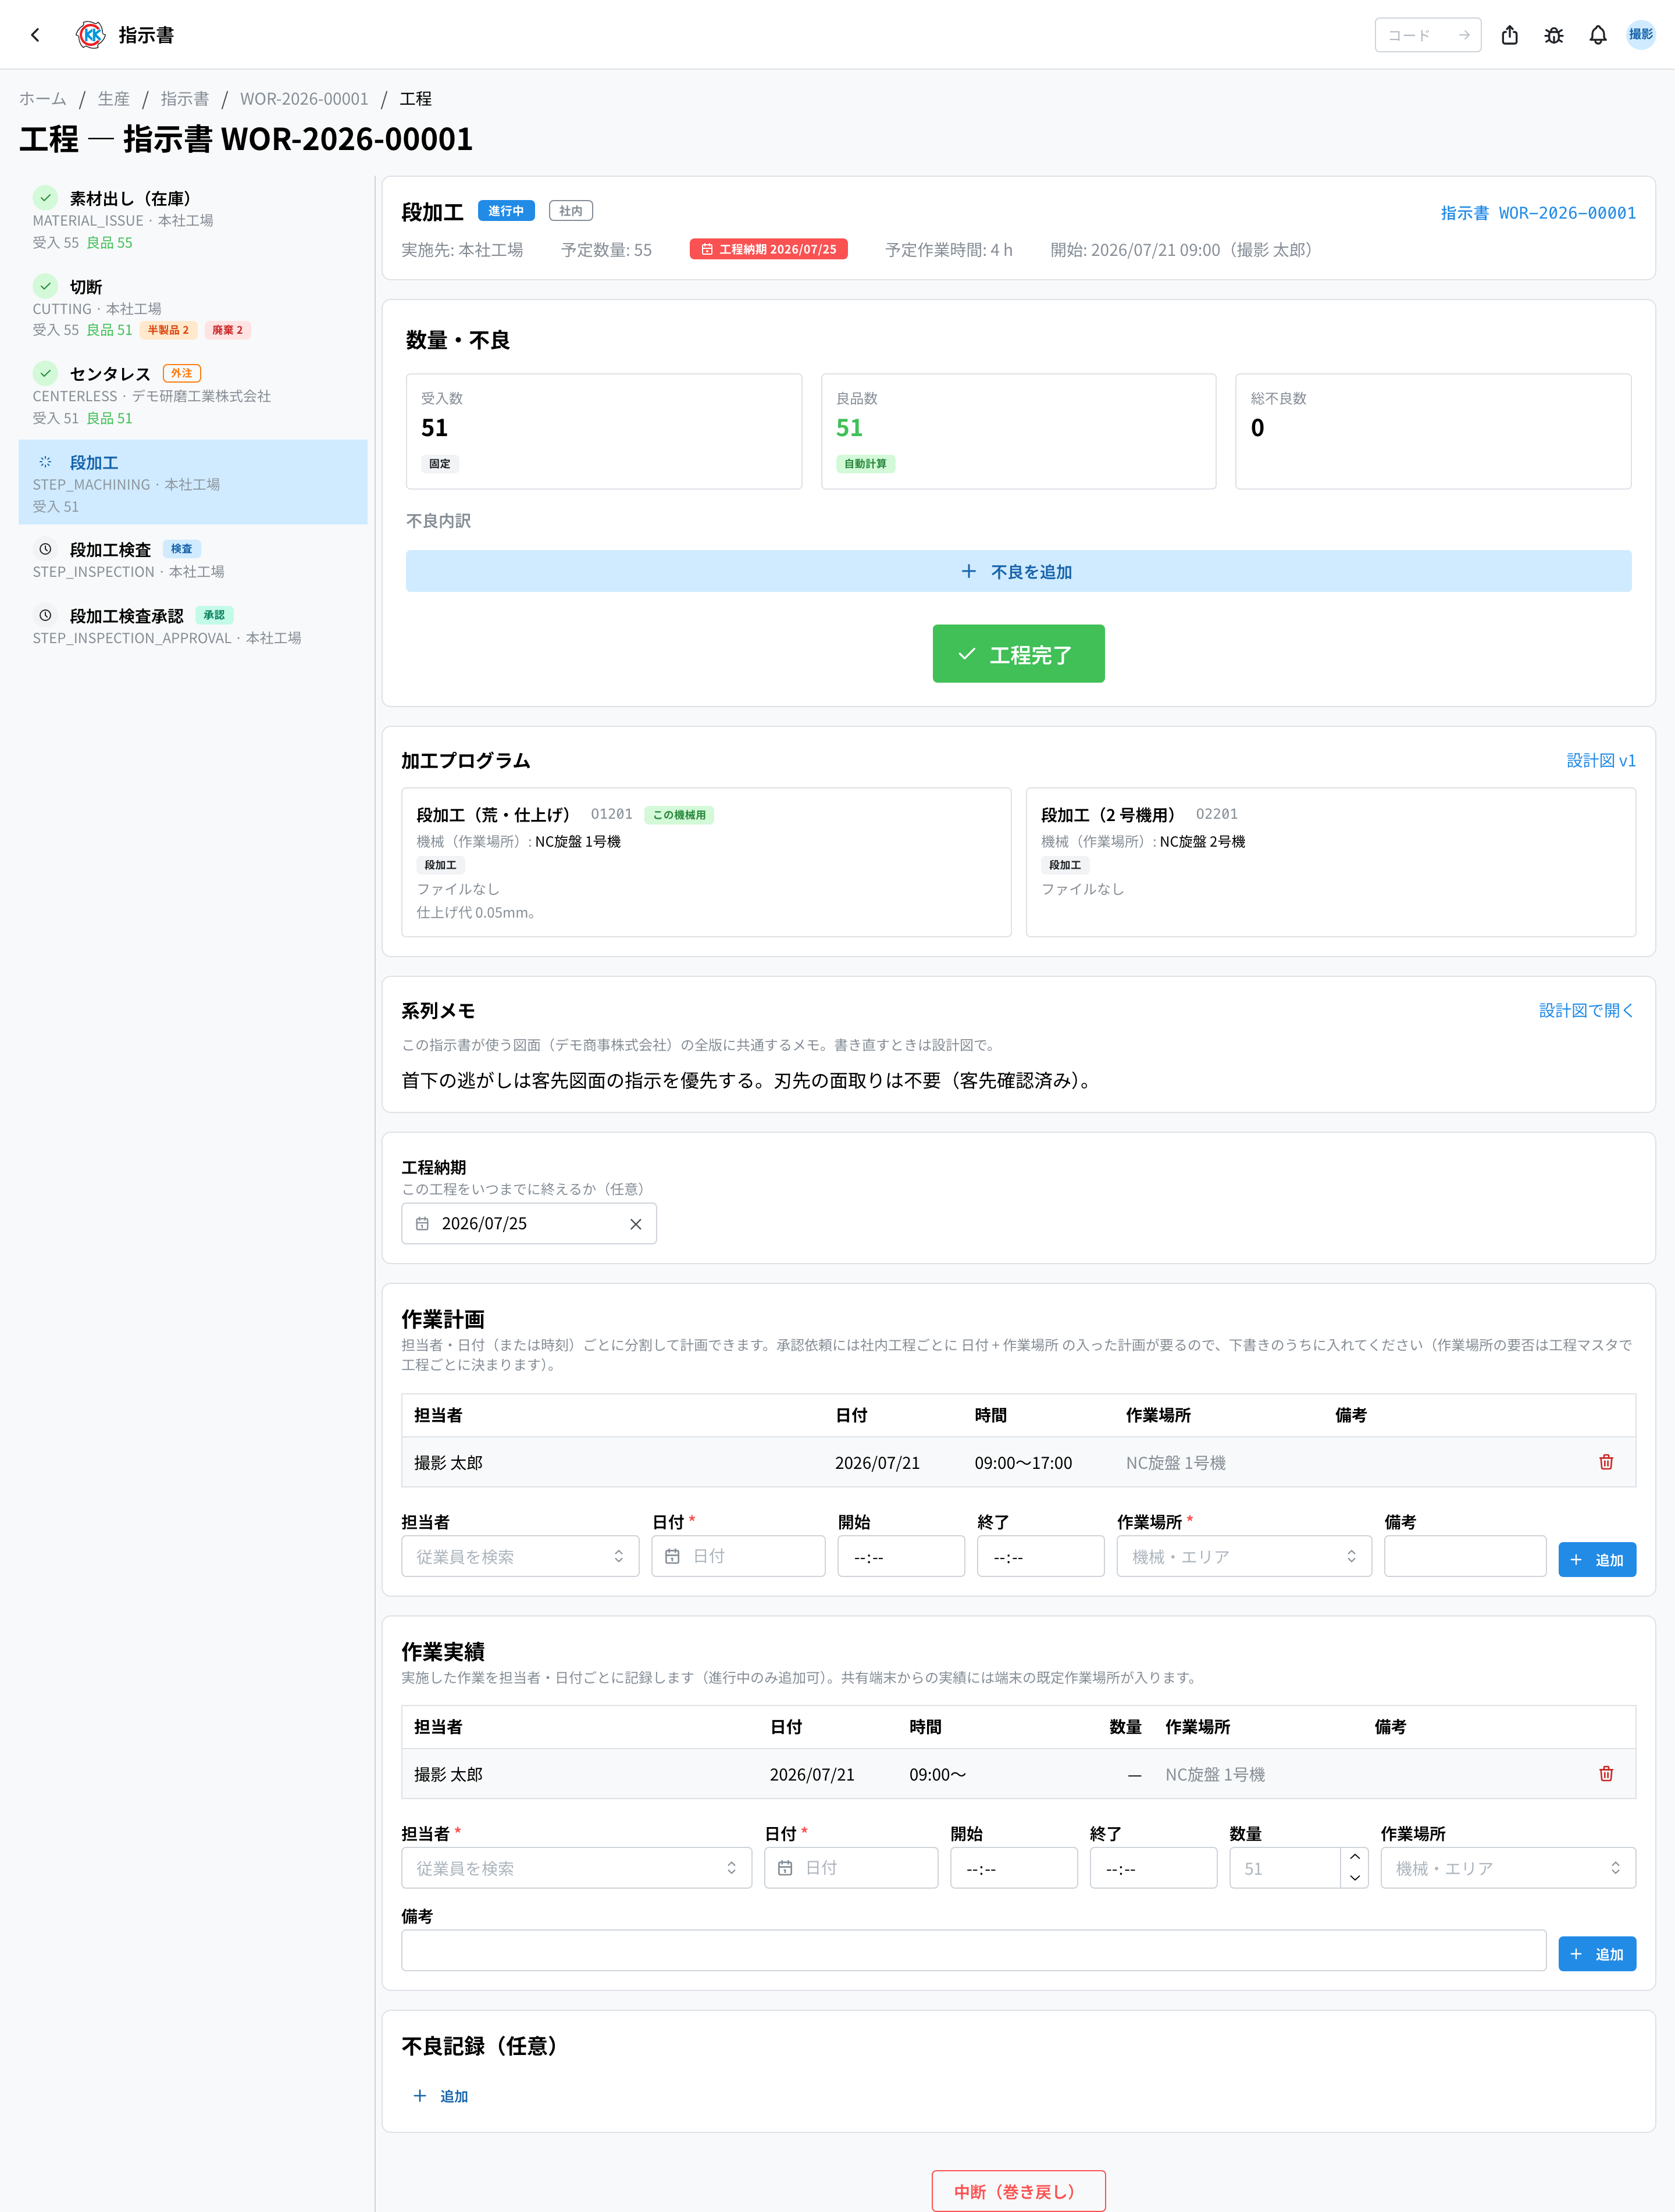 KK 指示書
コード
撮影
ホーム / 生産 / 指示書 / WOR-2026-00001 / 工程
工程 — 指示書 WOR-2026-00001
素材出し（在庫）
MATERIAL_ISSUE · 本社工場
受入 55 良品 55
切断
CUTTING · 本社工場
受入 55 良品 51 半製品 2 廃棄 2
センタレス 外注
CENTERLESS · デモ研磨工業株式会社
受入 51 良品 51
段加工
STEP_MACHINING · 本社工場
受入 51
段加工検査 検査
STEP_INSPECTION · 本社工場
段加工検査承認 承認
STEP_INSPECTION_APPROVAL · 本社工場
段加工 進行中 社内
指示書 WOR-2026-00001
実施先: 本社工場 予定数量: 55 工程納期 2026/07/25 予定作業時間: 4 h 開始: 2026/07/21 09:00（撮影 太郎）
数量・不良
受入数
51
固定
良品数
51
自動計算
総不良数
0
不良内訳
不良を追加
工程完了
加工プログラム
設計図 v1
段加工（荒・仕上げ） O1201 この機械用
機械（作業場所）: NC旋盤 1号機
段加工
ファイルなし
仕上げ代 0.05mm。
段加工（2 号機用） O2201
機械（作業場所）: NC旋盤 2号機
段加工
ファイルなし
系列メモ
設計図で開く
この指示書が使う図面（デモ商事株式会社）の全版に共通するメモ。書き直すときは設計図で。
首下の逃がしは客先図面の指示を優先する。刃先の面取りは不要（客先確認済み）。
工程納期
この工程をいつまでに終えるか（任意）
2026/07/25
作業計画
担当者・日付（または時刻）ごとに分割して計画できます。承認依頼には社内工程ごとに 日付 + 作業場所 の入った計画が要るので、下書きのうちに入れてください（作業場所の要否は工程マスタで
工程ごとに決まります）。
担当者 日付 時間 作業場所 備考
撮影 太郎 2026/07/21 09:00〜17:00 NC旋盤 1号機
担当者 日付 * 開始 終了 作業場所 * 備考
従業員を検索 日付 --:-- --:-- 機械・エリア 追加
作業実績
実施した作業を担当者・日付ごとに記録します（進行中のみ追加可）。共有端末からの実績には端末の既定作業場所が入ります。
担当者 日付 時間 数量 作業場所 備考
撮影 太郎 2026/07/21 09:00〜 — NC旋盤 1号機
担当者 * 日付 * 開始 終了 数量 作業場所
従業員を検索 日付 --:-- --:-- 51 機械・エリア
備考
追加
不良記録（任意）
追加
中断（巻き戻し）